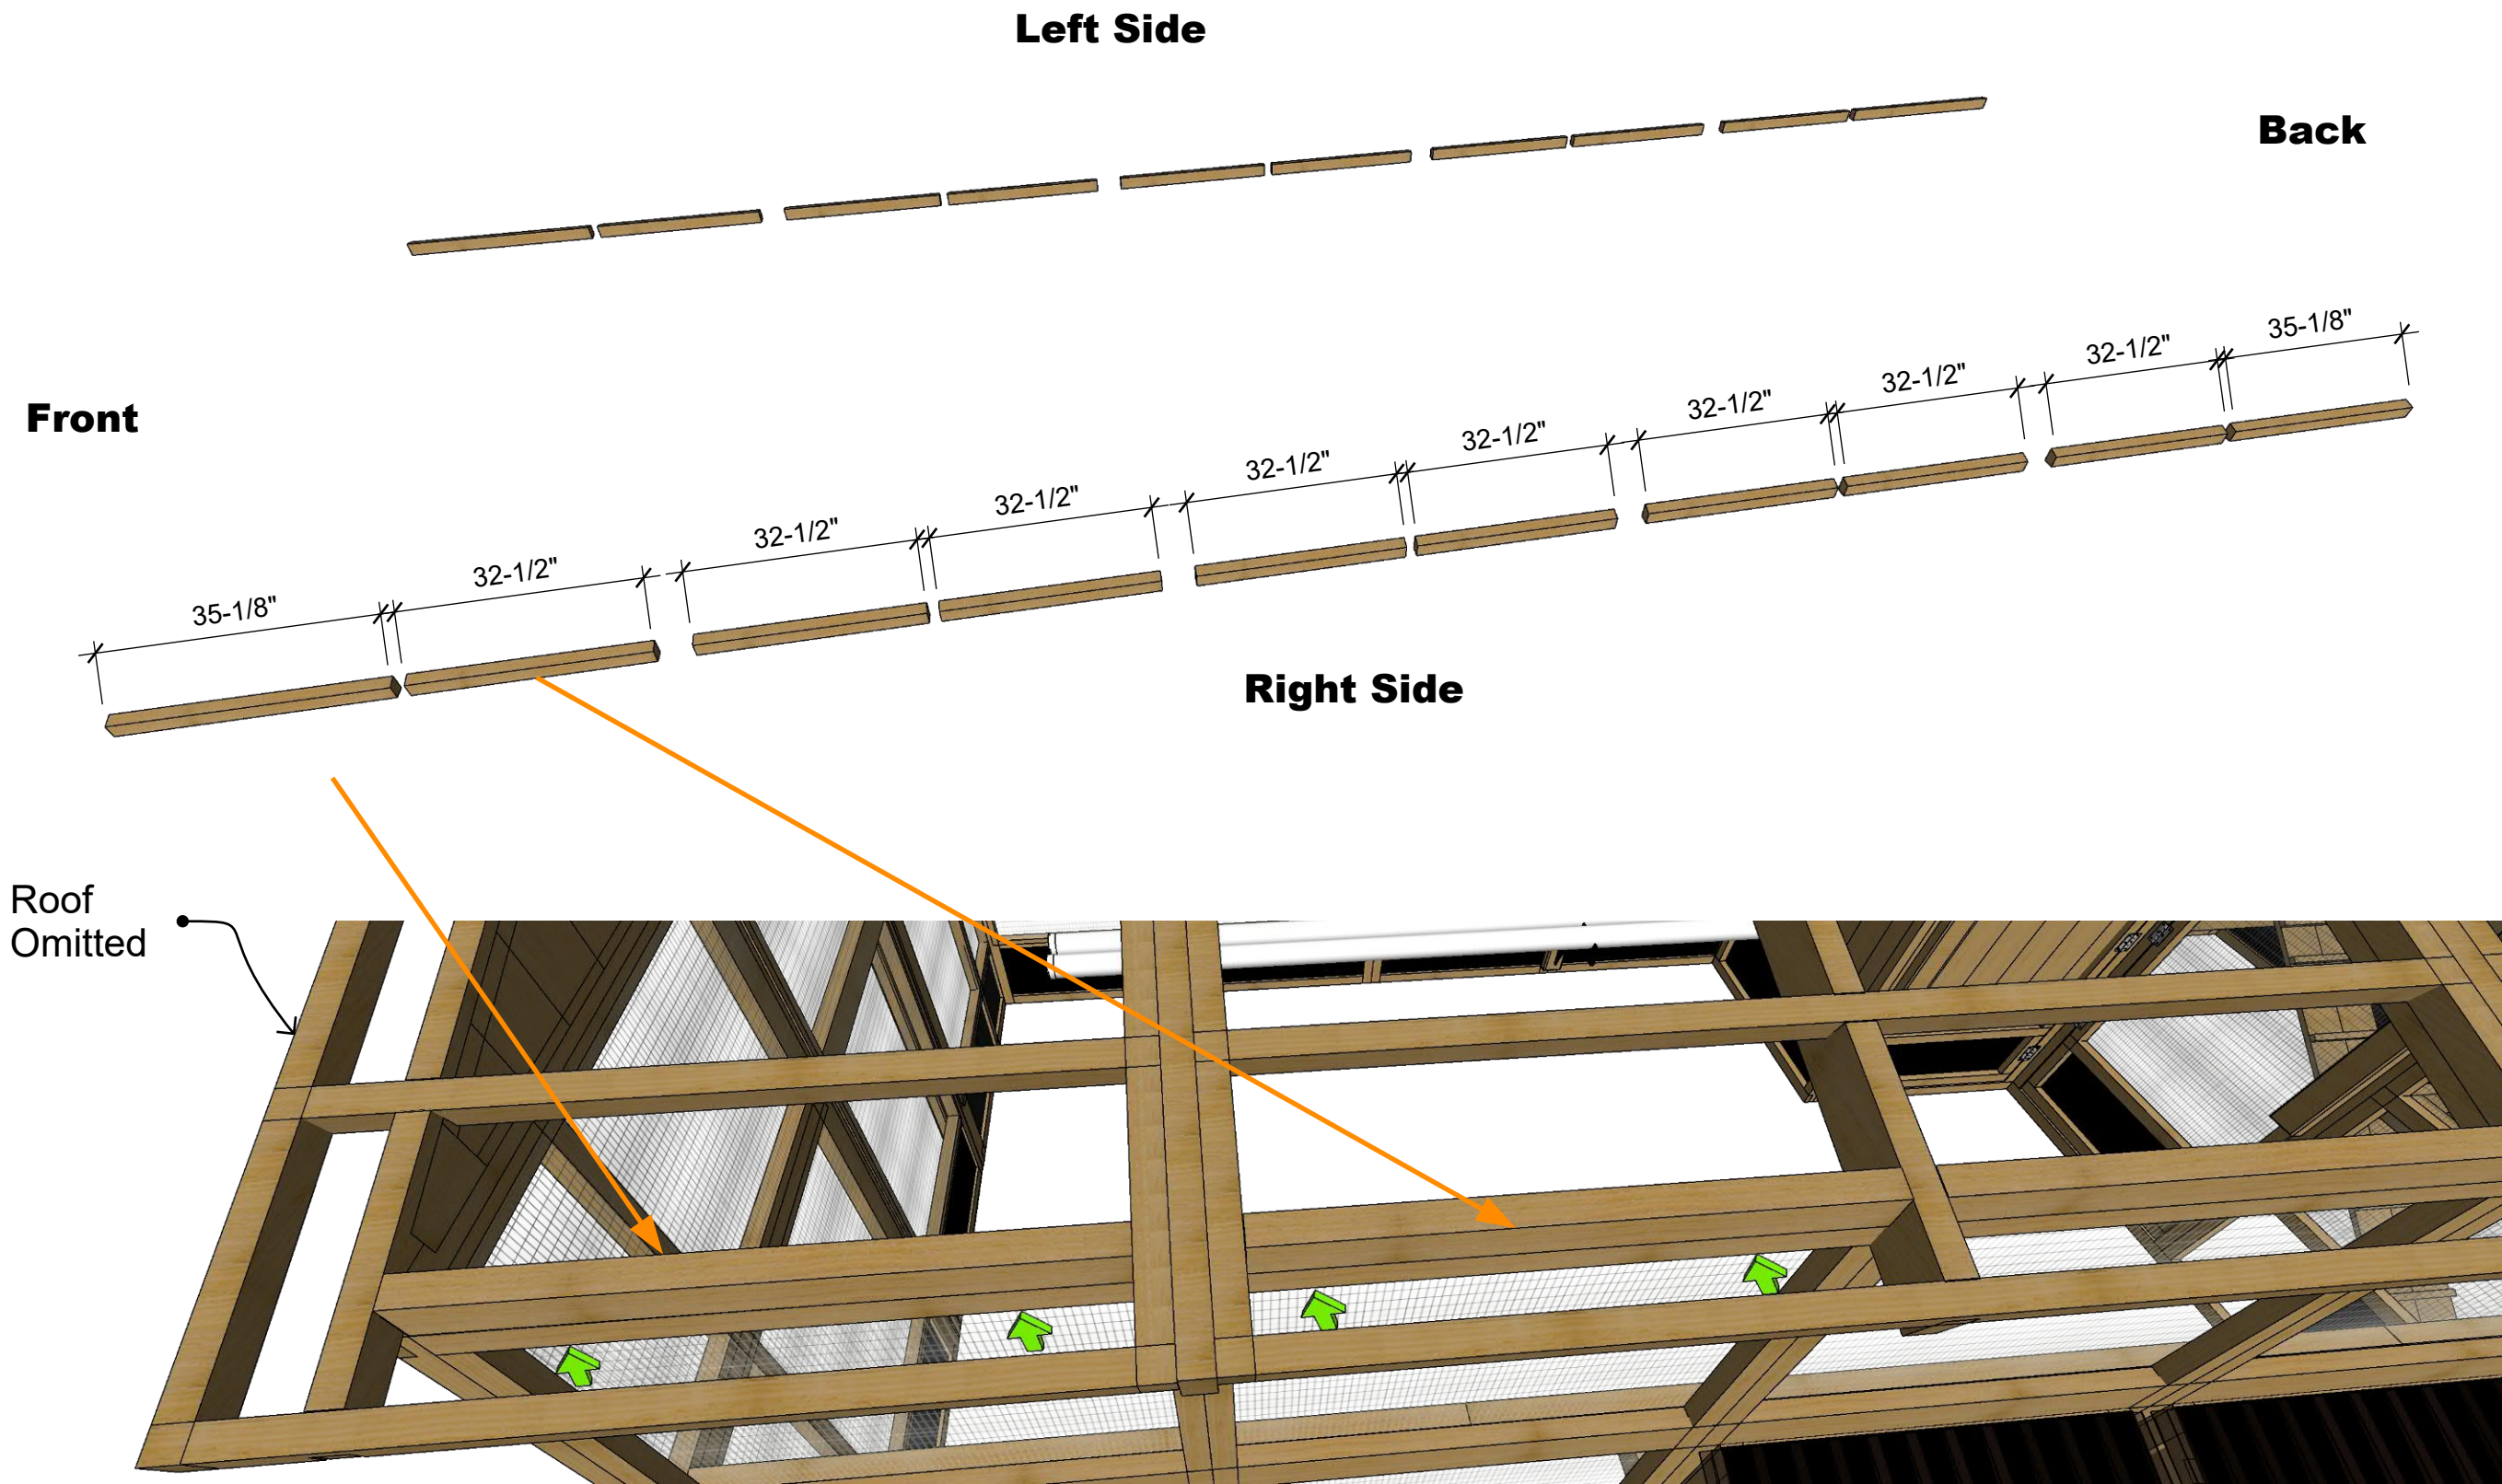 Left Side
Back
Front
35-1/8"
32-1/2"
32-1/2"
32-1/2"
32-1/2"
32-1/2"
32-1/2"
32-1/2"
32-1/2"
35-1/8"
Right Side
Roof
Omitted